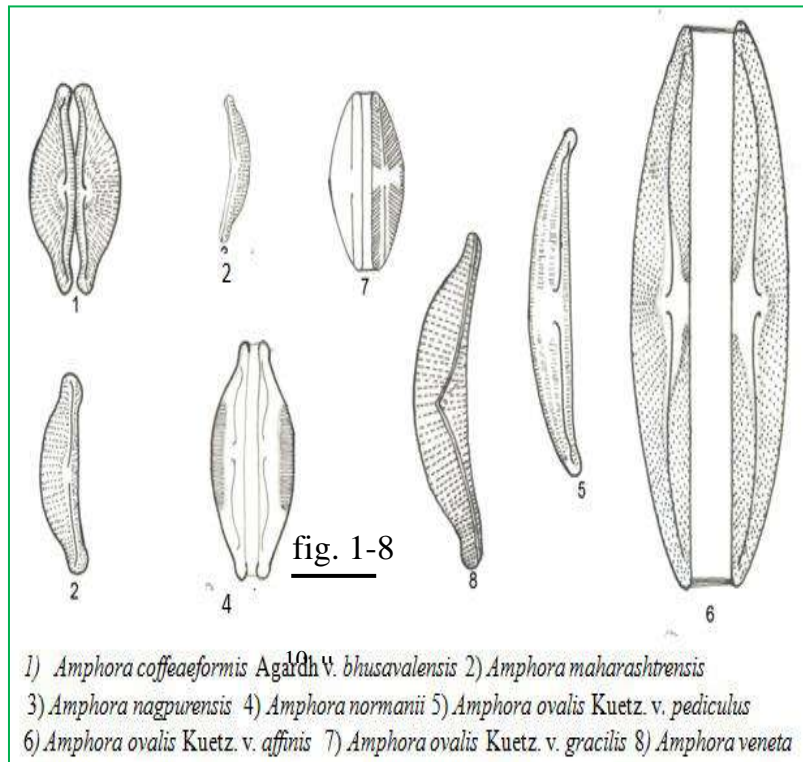 1
2
7
5
8
6
2
4
fig. 1-8
1) Amphora coffeaeformis Agardh v. bhusavalensis 2) Amphora maharashtrensis
3) Amphora nagpurensis 4) Amphora normanii 5) Amphora ovalis Kuetz. v. pediculus
6) Amphora ovalis Kuetz. v. affinis 7) Amphora ovalis Kuetz. v. gracilis 8) Amphora veneta